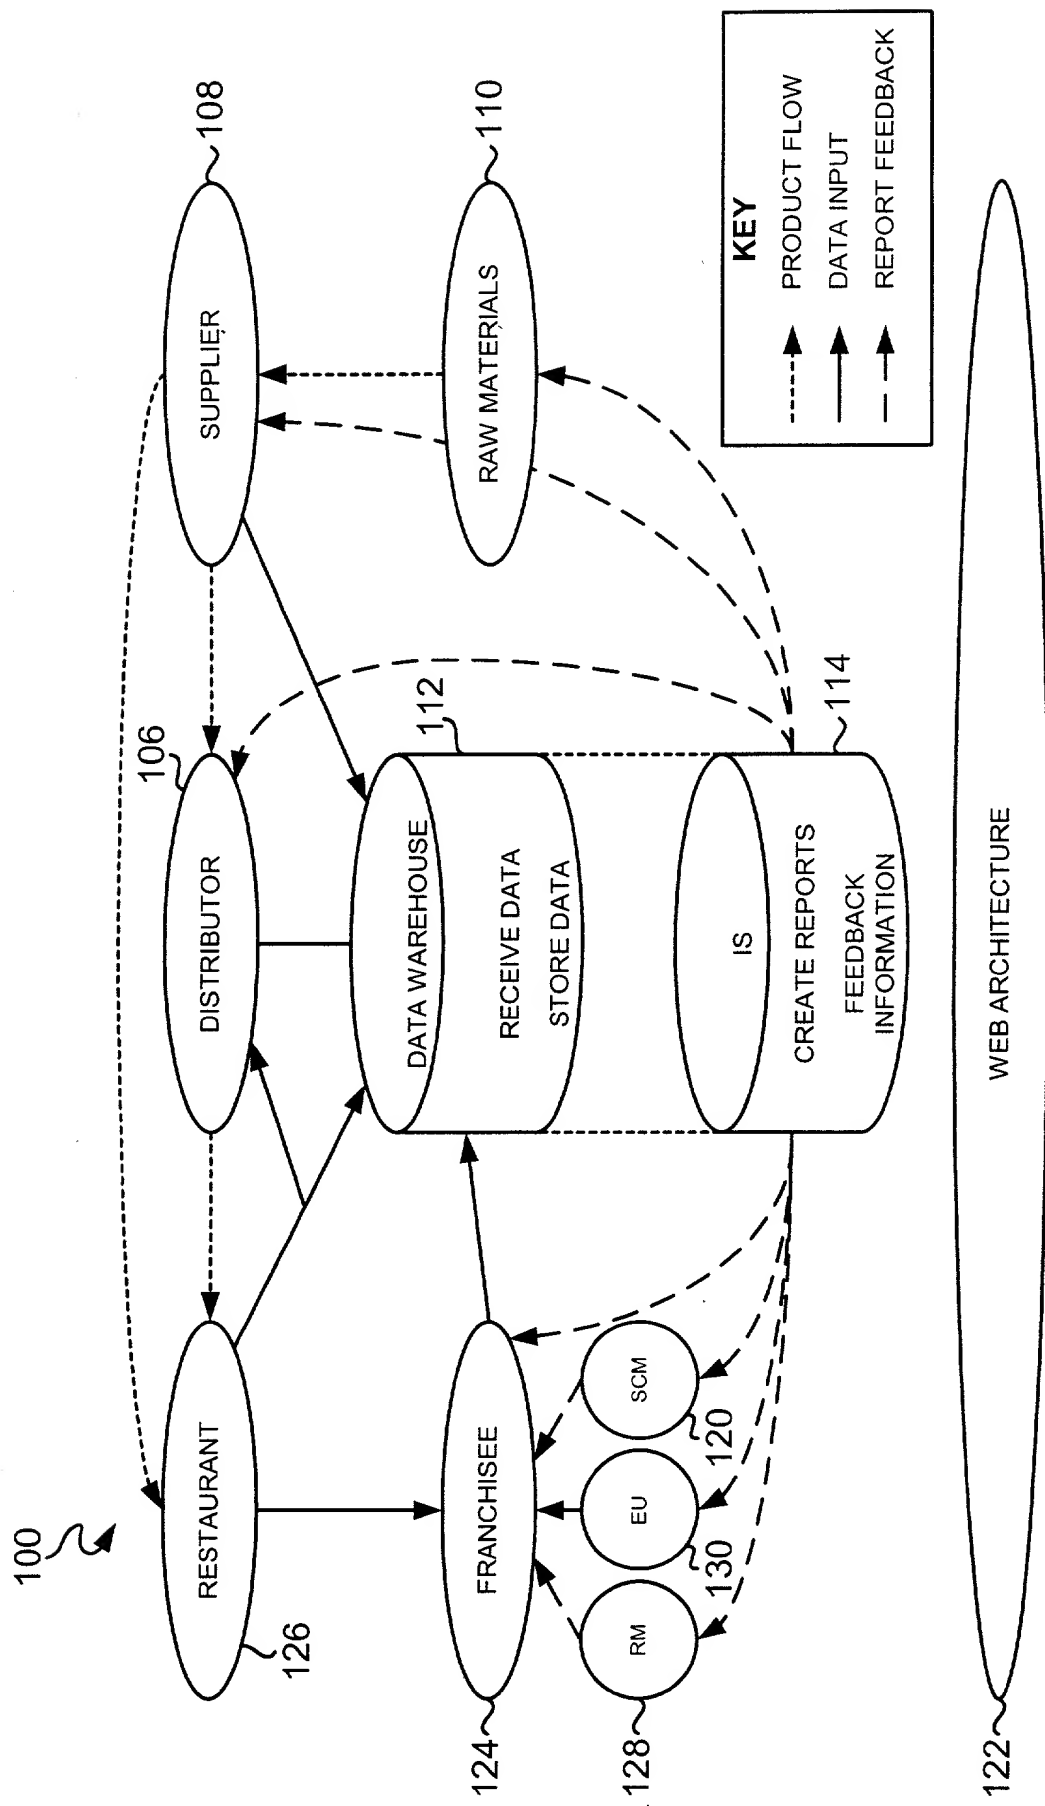 100
RESTAURANT
126
DISTRIBUTOR
106
SUPPLIER
108
FRANCHISEE
124
DATA WAREHOUSE
RECEIVE DATA
STORE DATA
112
RAW MATERIALS
110
RM
128
EU
130
SCM
120
IS
CREATE REPORTS
FEEDBACK
INFORMATION
114
KEY
PRODUCT FLOW
DATA INPUT
REPORT FEEDBACK
WEB ARCHITECTURE
122